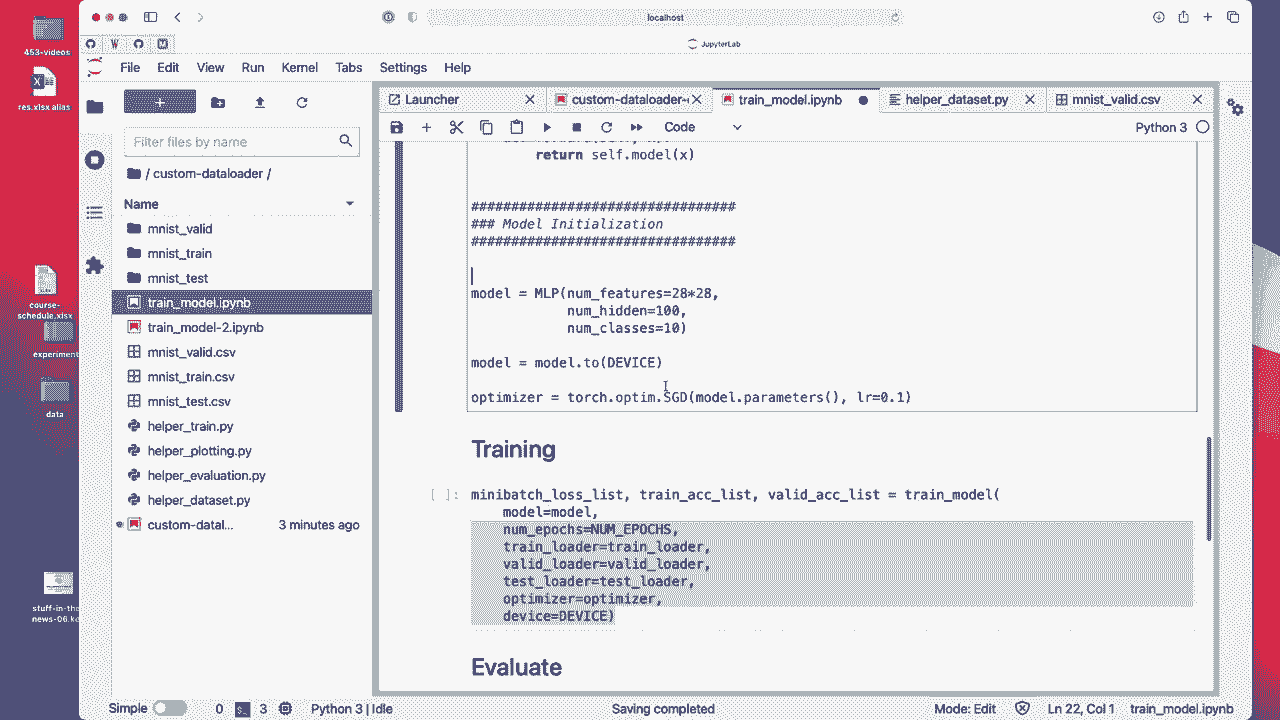 localhost
JupyterLab
453-videos
res.xlsx alias
course-
schedule.xlsx
experiment
data
stuff-in-the
File Edit View Run Kernel Tabs Settings Help
Filter files by name
/ custom-dataloader /
Name
mnist_valid
mnist_train
mnist_test
train_model.ipynb
train_model-2.ipynb
mnist_valid.csv
mnist_train.csv
mnist_test.csv
helper_train.py
helper_plotting.py
helper_evaluation.py
helper_dataset.py
custom-datal... 3 minutes ago
Launcher custom-dataloader train_model.ipynb helper_dataset.py mnist_valid.csv
Code Python 3
return self.model(x)
#################################
### Model Initialization
#################################
model = MLP(num_features=28*28,
num_hidden=100,
num_classes=10)
model = model.to(DEVICE)
optimizer = torch.optim.SGD(model.parameters(), lr=0.1)
Training
[ ]: minibatch_loss_list, train_acc_list, valid_acc_list = train_model(
model=model,
num_epochs=NUM_EPOCHS,
train_loader=train_loader,
valid_loader=valid_loader,
test_loader=test_loader,
optimizer=optimizer,
device=DEVICE)
Evaluate
Simple 0 3 Python 3 | Idle Saving completed Mode: Edit Ln 22, Col 1 train_model.ipynb